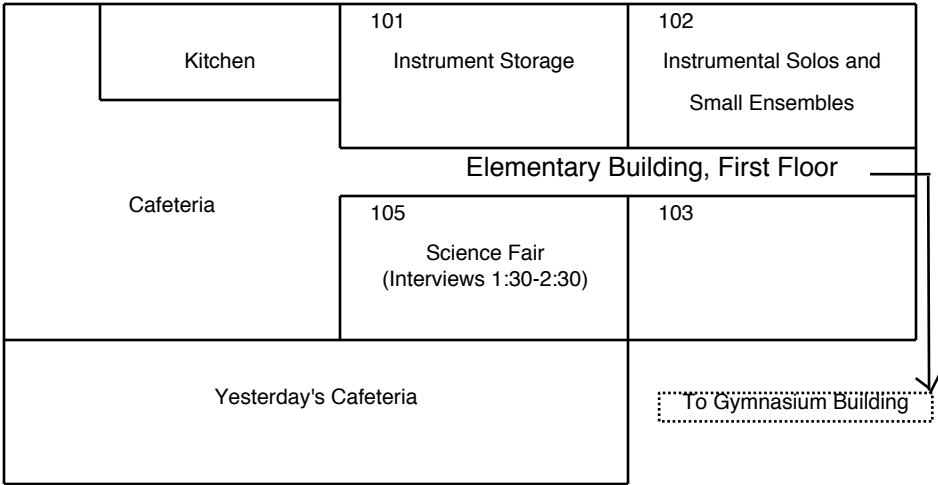 101
102
Kitchen
Instrument Storage
Instrumental Solos and
Small Ensembles
Elementary Building, First Floor
Cafeteria
105
103
Science Fair
(Interviews 1:30-2:30)
Yesterday's Cafeteria
To Gymnasium Building